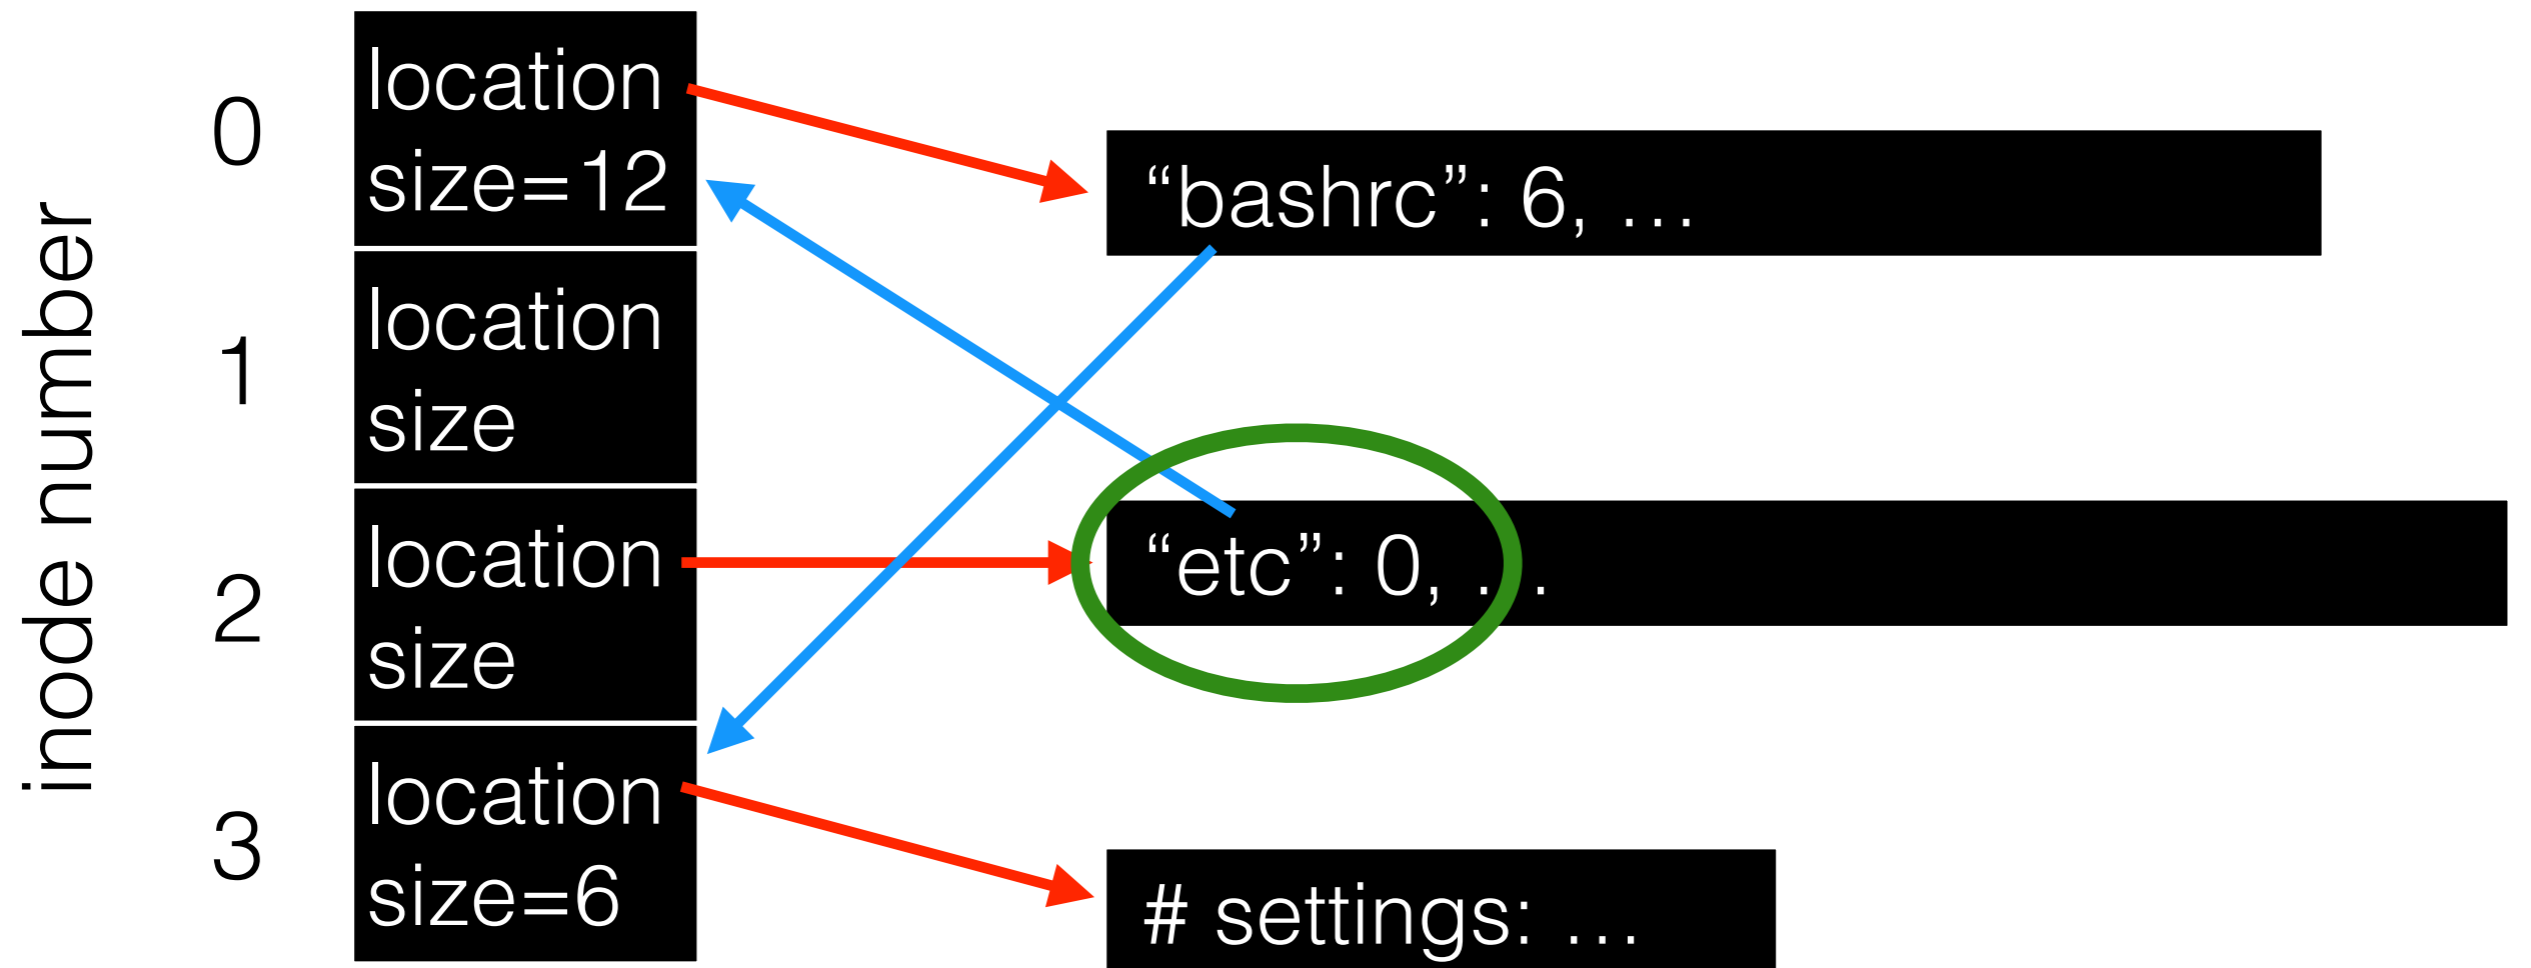 inode number
0
location
size=12
1
location
size
2
location
size
3
location
size=6
“bashrc”: 6, …
“etc”: 0, …
# settings: …